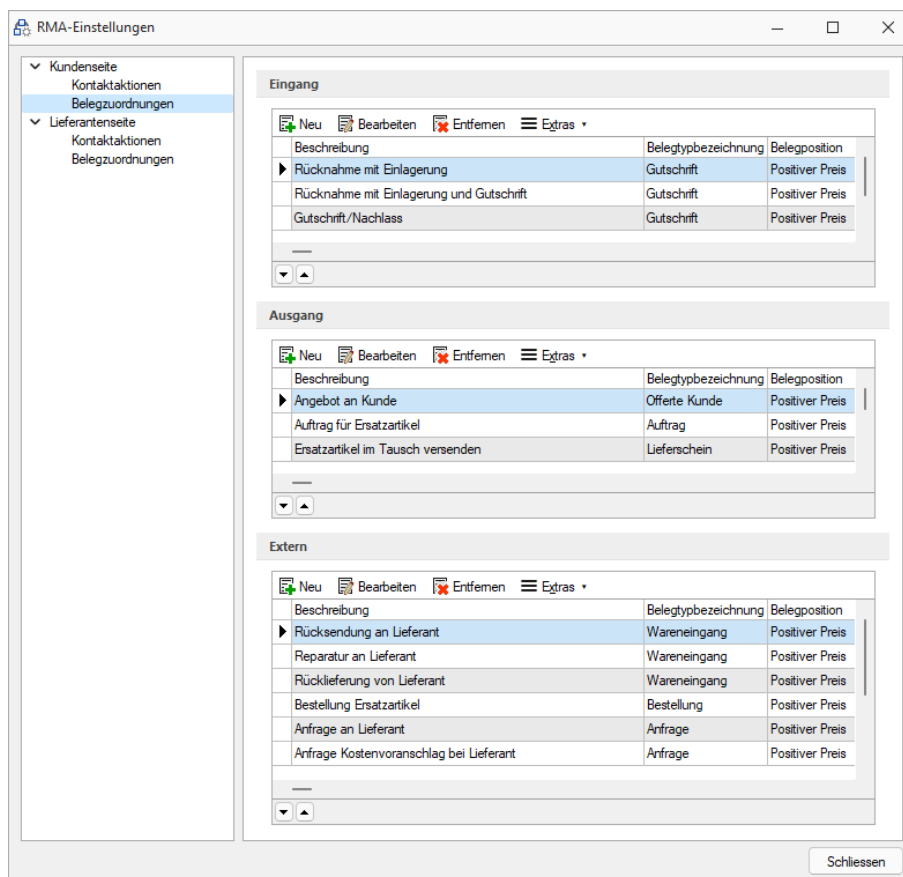 RMA-Einstellungen
Kundenseite
Kontaktaktionen
Belegzuordnungen
Lieferantenseite
Kontaktaktionen
Belegzuordnungen
Eingang
Neu Bearbeiten Entfernen Extras
Beschreibung Belegtypbezeichnung Belegposition
Rücknahme mit Einlagerung Gutschrift Positiver Preis
Rücknahme mit Einlagerung und Gutschrift Gutschrift Positiver Preis
Gutschrift/Nachlass Gutschrift Positiver Preis
Ausgang
Neu Bearbeiten Entfernen Extras
Beschreibung Belegtypbezeichnung Belegposition
Angebot an Kunde Offerte Kunde Positiver Preis
Auftrag für Ersatzartikel Auftrag Positiver Preis
Ersatzartikel im Tausch versenden Lieferschein Positiver Preis
Extern
Neu Bearbeiten Entfernen Extras
Beschreibung Belegtypbezeichnung Belegposition
Rücksendung an Lieferant Wareneingang Positiver Preis
Reparatur an Lieferant Wareneingang Positiver Preis
Rücklieferung von Lieferant Wareneingang Positiver Preis
Bestellung Ersatzartikel Bestellung Positiver Preis
Anfrage an Lieferant Anfrage Positiver Preis
Anfrage Kostenvoranschlag bei Lieferant Anfrage Positiver Preis
Schliessen